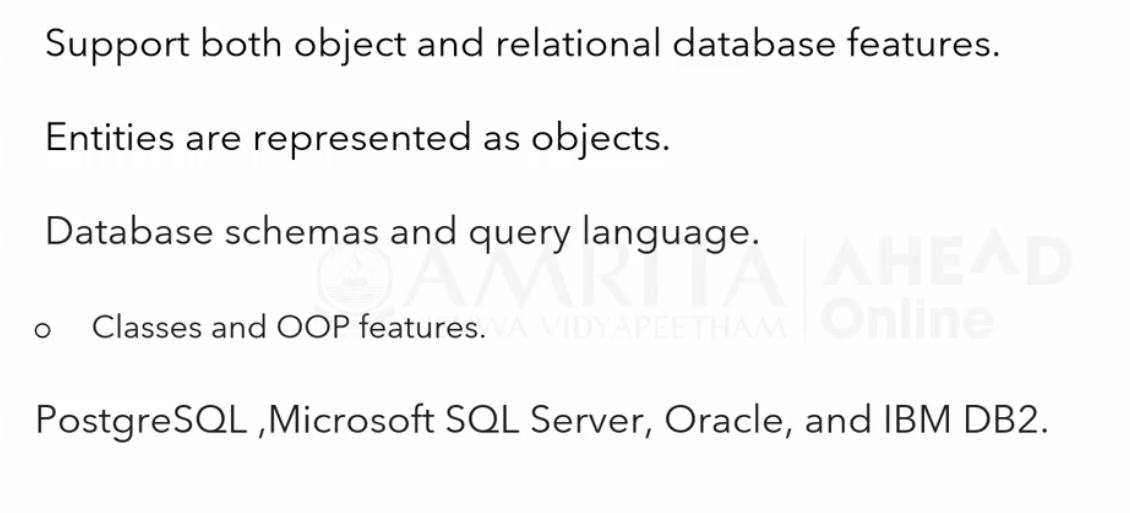 Support both object and relational database features.
Entities are represented as objects.
Database schemas and query language.
AMRITA AHEAD
o Classes and OOP features.
VIDYAPEETHAM Online
PostgreSQL ,Microsoft SQL Server, Oracle, and IBM DB2.